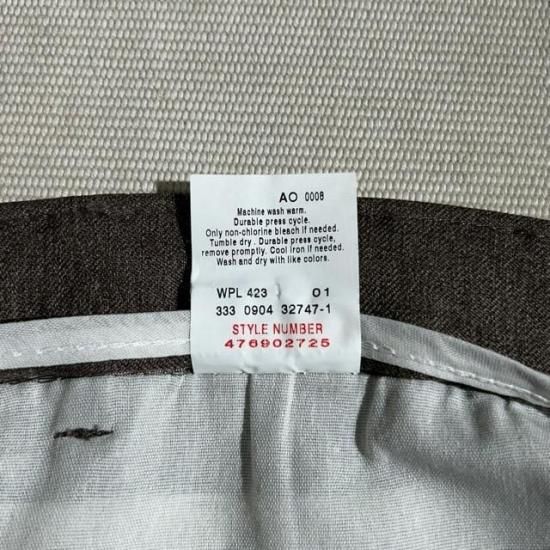 AO 0008
Machine wash warm.
Durable press cycle.
Only non-chlorine bleach if needed.
Tumble dry. Durable press cycle,
remove promptly. Cool iron if needed.
Wash and dry with like colors.
WPL 423 01
333 0904 32747-1
STYLE NUMBER
476902725